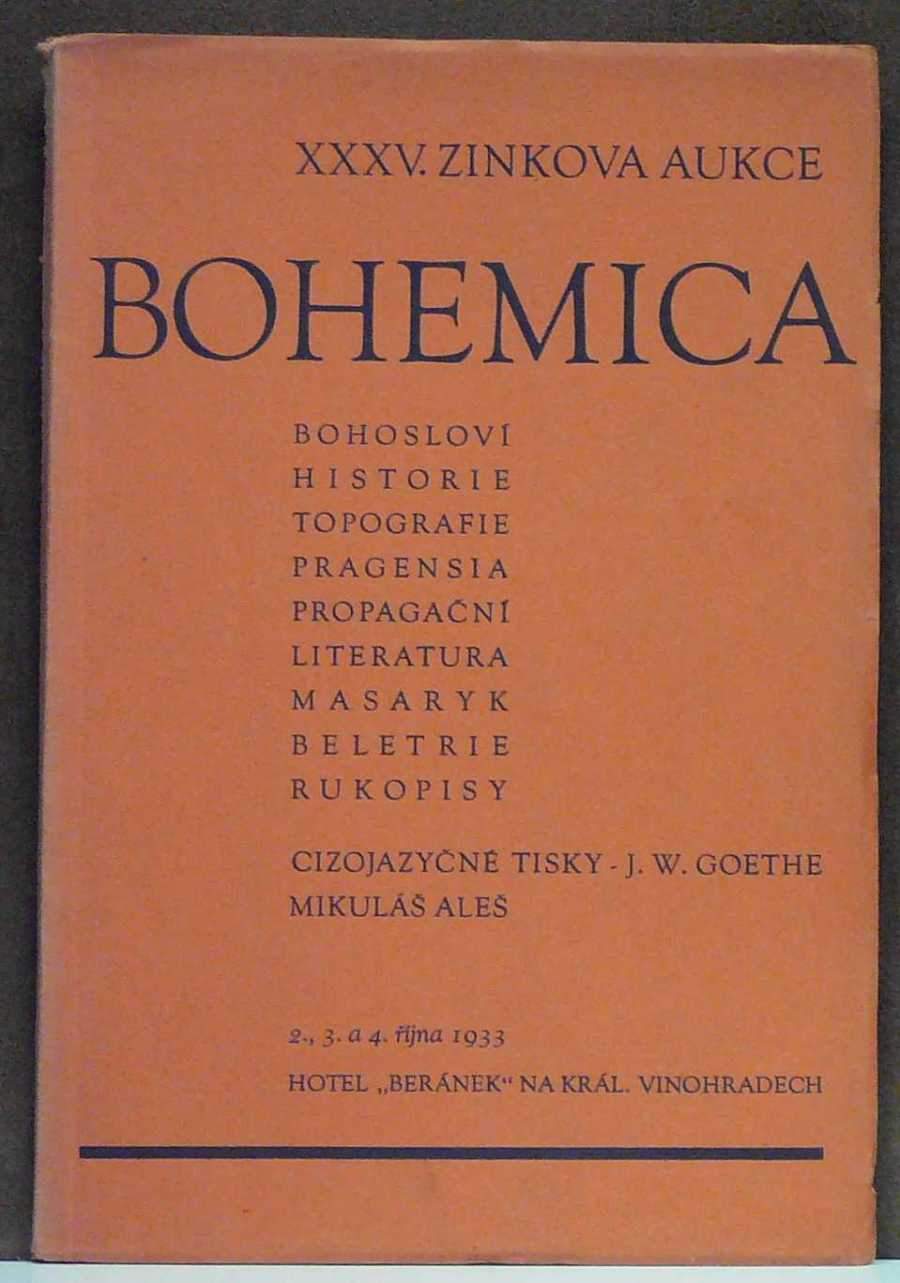 XXXV. ZINKOVA AUKCE
BOHEMICA
BOHOSLOVÍ
HISTORIE
TOPOGRAFIE
PRAGENSIA
PROPAGAČNÍ
LITERATURA
MASARYK
BELETRIE
RUKOPISY
CIZOJAZYČNÉ TISKY - J. W. GOETHE
MIKULÁŠ ALEŠ
2., 3. a 4. října 1933
HOTEL „BERÁNEK“ NA KRÁL. VINOHRADECH